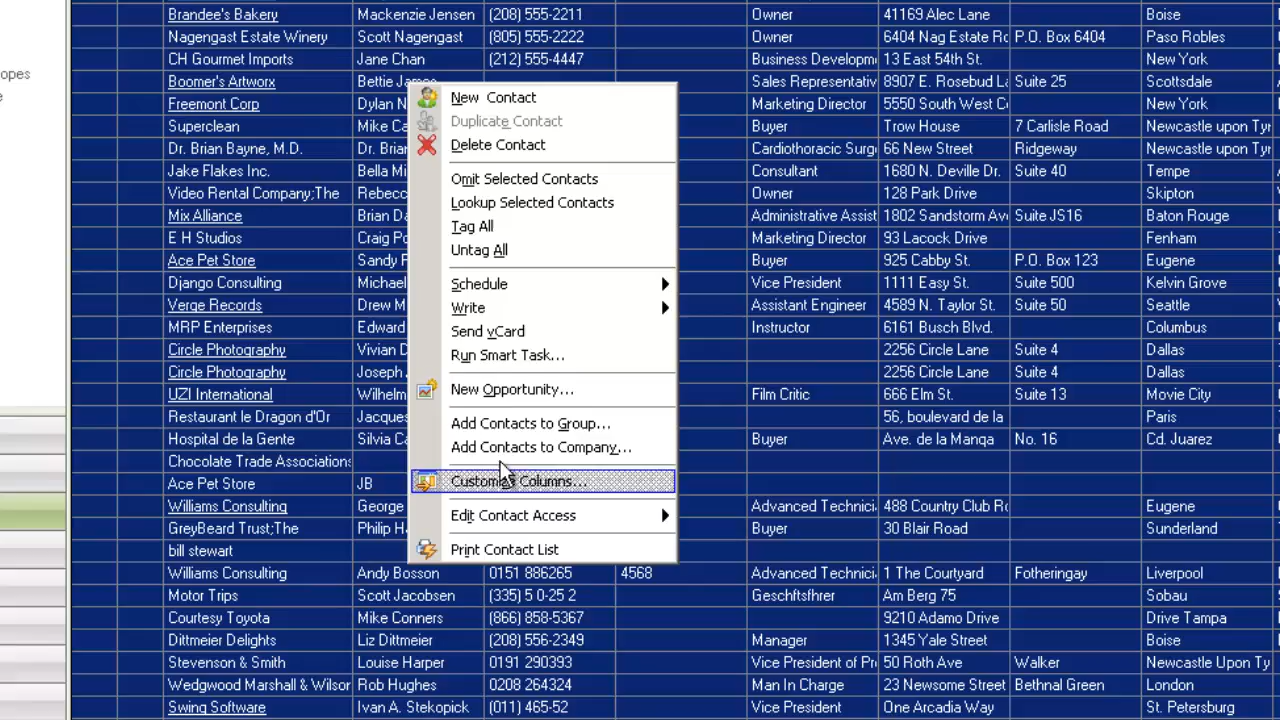 Brandee's Bakery Mackenzie Jensen (208) 555-2211 Owner 41169 Alec Lane Boise
Nagengast Estate Winery Scott Nagengast (805) 555-2222 Owner 6404 Nag Estate Rc P.O. Box 6404 Paso Robles
opes CH Gourmet Imports Jane Chan (212) 555-4447 Business Developm 13 East 54th St. New York
Boomer's Artworx Bettie James Sales Representativ 8907 E. Rosebud La Suite 25 Scottsdale
New Contact
Freemont Corp Dylan N Marketing Director 5550 South West C New York
Duplicate Contact
Superclean Mike Ca Buyer Trow House 7 Carlisle Road Newcastle upon Tyr
Delete Contact
Dr. Brian Bayne, M.D. Dr. Bria Cardiothoracic Surg 66 New Street Ridgeway Newcastle upon Tyr
Jake Flakes Inc. Bella Mi Consultant 1680 N. Deville Dr. Suite 40 Tempe
Omit Selected Contacts
Video Rental Company;The Rebecc Owner 128 Park Drive Skipton
Lookup Selected Contacts
Mix Alliance Brian Da Administrative Assist 1802 Sandstorm Av Suite JS16 Baton Rouge
Tag All
E H Studios Craig Po Marketing Director 93 Lacock Drive Fenham
Untag All
Ace Pet Store Sandy F Buyer 925 Cabby St. P.O. Box 123 Eugene
Django Consulting Michael Vice President 1111 Easy St. Suite 500 Kelvin Grove
Schedule
Verge Records Drew M Assistant Engineer 4589 N. Taylor St. Suite 50 Seattle
Write
MRP Enterprises Edward Instructor 6161 Busch Blvd. Columbus
Send vCard
Circle Photography Vivian D 2256 Circle Lane Suite 4 Dallas
Run Smart Task...
Circle Photography Joseph 2256 Circle Lane Suite 4 Dallas
UZI International Wilhelm Film Critic 666 Elm St. Suite 13 Movie City
New Opportunity...
Restaurant le Dragon d'Or Jacques 56, boulevard de la Paris
Add Contacts to Group...
Hospital de la Gente Silvia Ca Buyer Ave. de la Manqa No. 16 Cd. Juarez
Add Contacts to Company...
Chocolate Trade Associations
Ace Pet Store JB
Customize Columns...
Williams Consulting George Advanced Technici 488 Country Club Rc Eugene
Edit Contact Access
GreyBeard Trust;The Philip H Buyer 30 Blair Road Sunderland
bill stewart
Print Contact List
Williams Consulting Andy Bosson 0151 886265 4568 Advanced Technici 1 The Courtyard Fotheringay Liverpool
Motor Trips Scott Jacobsen (335) 5 0-25 2 Geschftsfhrer Am Berg 75 Sobau
Courtesy Toyota Mike Conners (866) 858-5367 9210 Adamo Drive Drive Tampa
Dittmeier Delights Liz Dittmeier (208) 556-2349 Manager 1345 Yale Street Boise
Stevenson & Smith Louise Harper 0191 290393 Vice President of Pr 50 Roth Ave Walker Newcastle Upon Ty
Wedgwood Marshall & Wilsor Rob Hughes 0208 264324 Man In Charge 23 Newsome Street Bethnal Green London
Swing Software Ivan A. Stekopick (011) 465-52 Vice President One Arcadia Way St. Petersburg